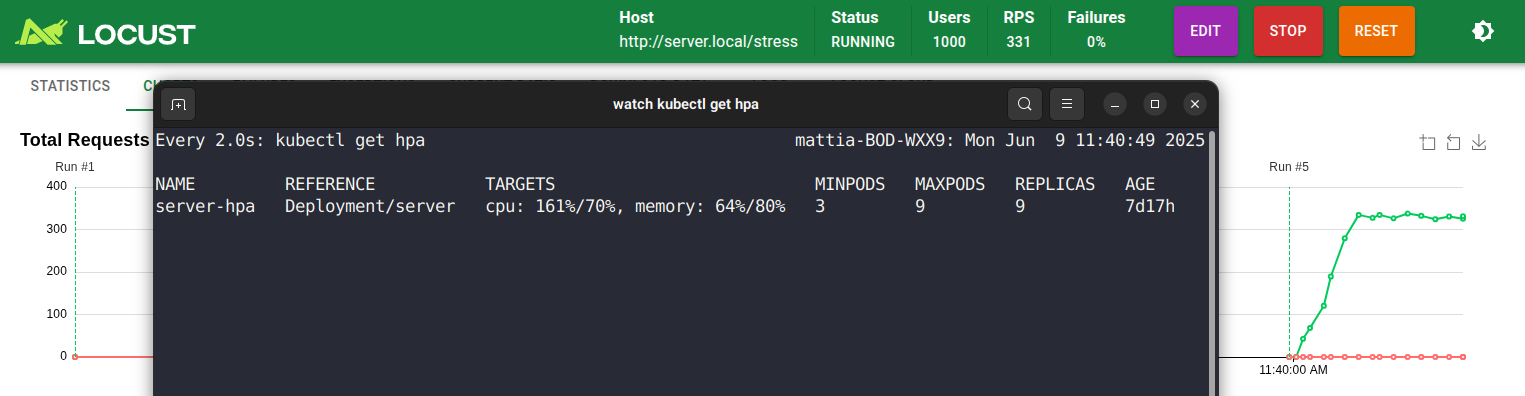 LOCUST
Host
http://server.local/stress
Status
RUNNING
Users
1000
RPS
331
Failures
0%
EDIT
STOP
RESET
STATISTICS
watch kubectl get hpa
Total Requests
Every 2.0s: kubectl get hpa mattia-BOD-WXX9: Mon Jun 9 11:40:49 2025
NAME REFERENCE TARGETS MINPODS MAXPODS REPLICAS AGE
server-hpa Deployment/server cpu: 161%/70%, memory: 64%/80% 3 9 9 7d17h
Run #1
400
300
200
100
0
Run #5
11:40:00 AM